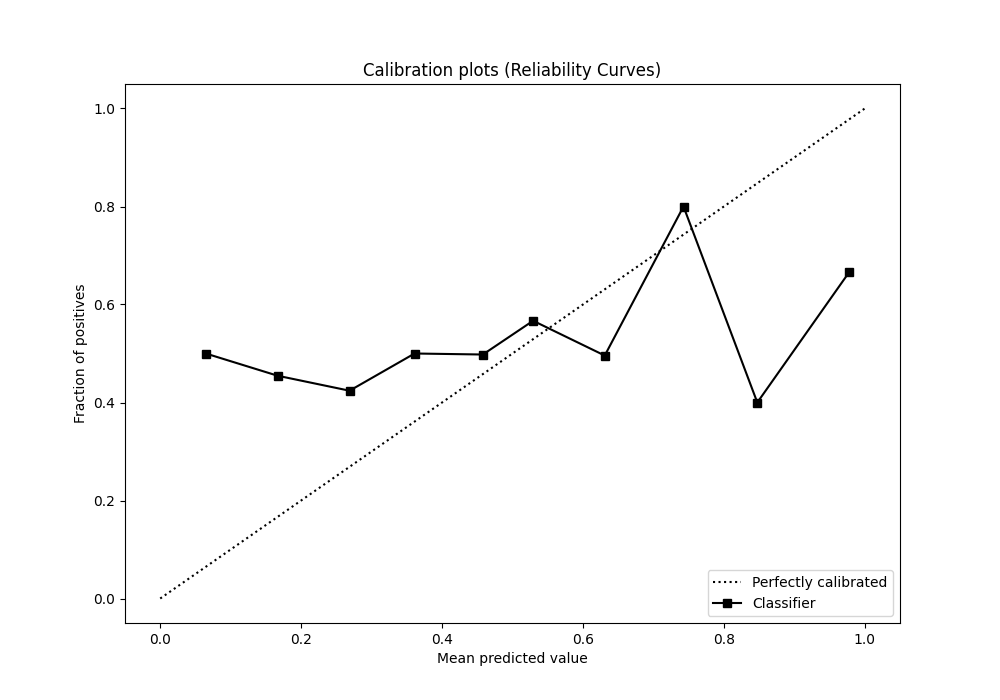 Calibration plots (Reliability Curves)
1.0
0.8
0.6
0.4
0.2
0.0
Fraction of positives
0.0 0.2 0.4 0.6 0.8 1.0
Mean predicted value
Perfectly calibrated
Classifier